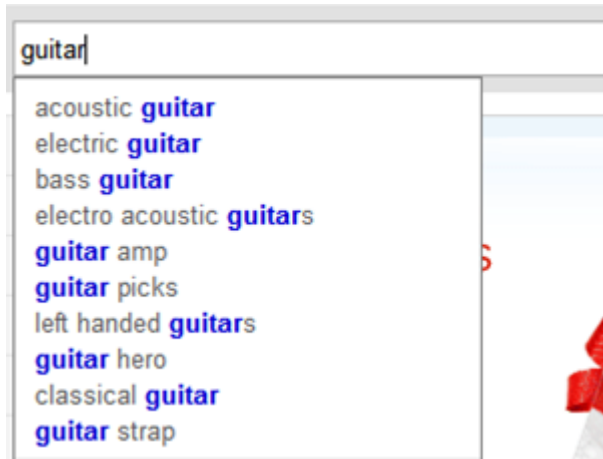 guitar
acoustic guitar
electric guitar
bass guitar
electro acoustic guitars
guitar amp
guitar picks
left handed guitars
guitar hero
classical guitar
guitar strap